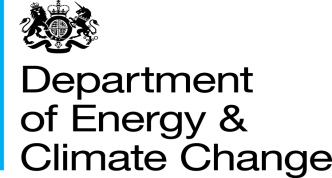 Department
of Energy &
Climate Change